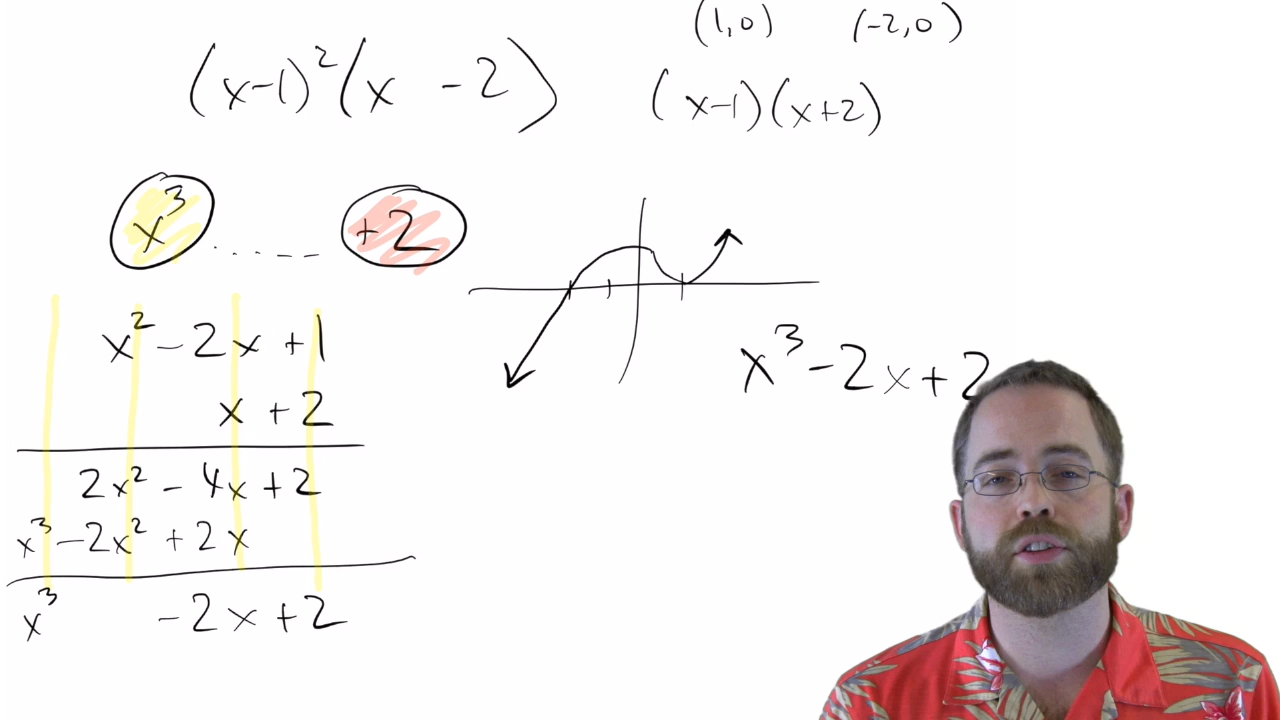 (x-1)²(x -2)
(1,0) (-2,0)
(x-1)(x+2)
x³ ..... +2
x²-2x+1
x+2
2x²-4x+2
x³-2x²+2x
x³ -2x+2
x³-2x+2